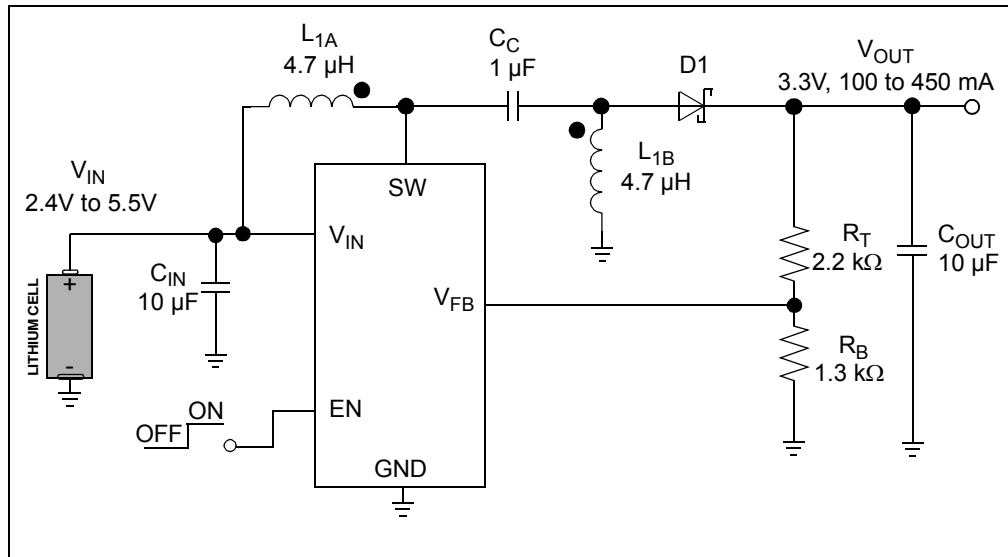 L1A
4.7 µH
CC
1 µF
D1
VOUT
3.3V, 100 to 450 mA
L1B
4.7 µH
VIN
2.4V to 5.5V
SW
VIN
CIN
10 µF
VFB
RT
2.2 kΩ
COUT
10 µF
LITHIUM CELL
+
-
RB
1.3 kΩ
ON
OFF
EN
GND